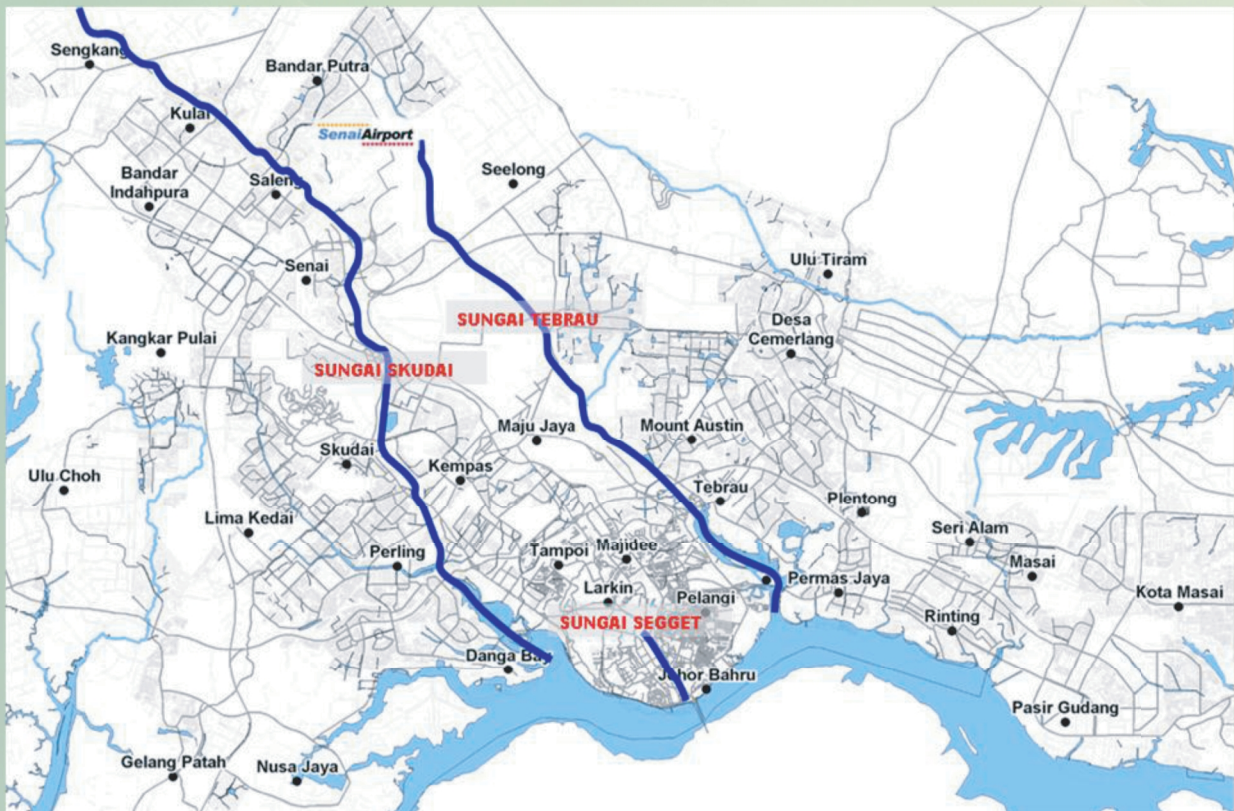 Sengkang
Bandar Putra
Kulai
SenaiAirport
Seelong
Bandar
Indahpura
Saleng
Senai
Ulu Tiram
SUNGAI TEBRAU
Desa
Cemerlang
Kangkar Pulai
SUNGAI SKUDAI
Maju Jaya
Mount Austin
Skudai
Kempas
Ulu Choh
Tebrau
Plentong
Lima Kedai
Seri Alam
Perling
Tampoi
Majidee
Masai
Permas Jaya
Larkin
Pelangi
Kota Masai
Rinting
SUNGAI SEGGET
Danga Bay
Johor Bahru
Pasir Gudang
Gelang Patah
Nusa Jaya